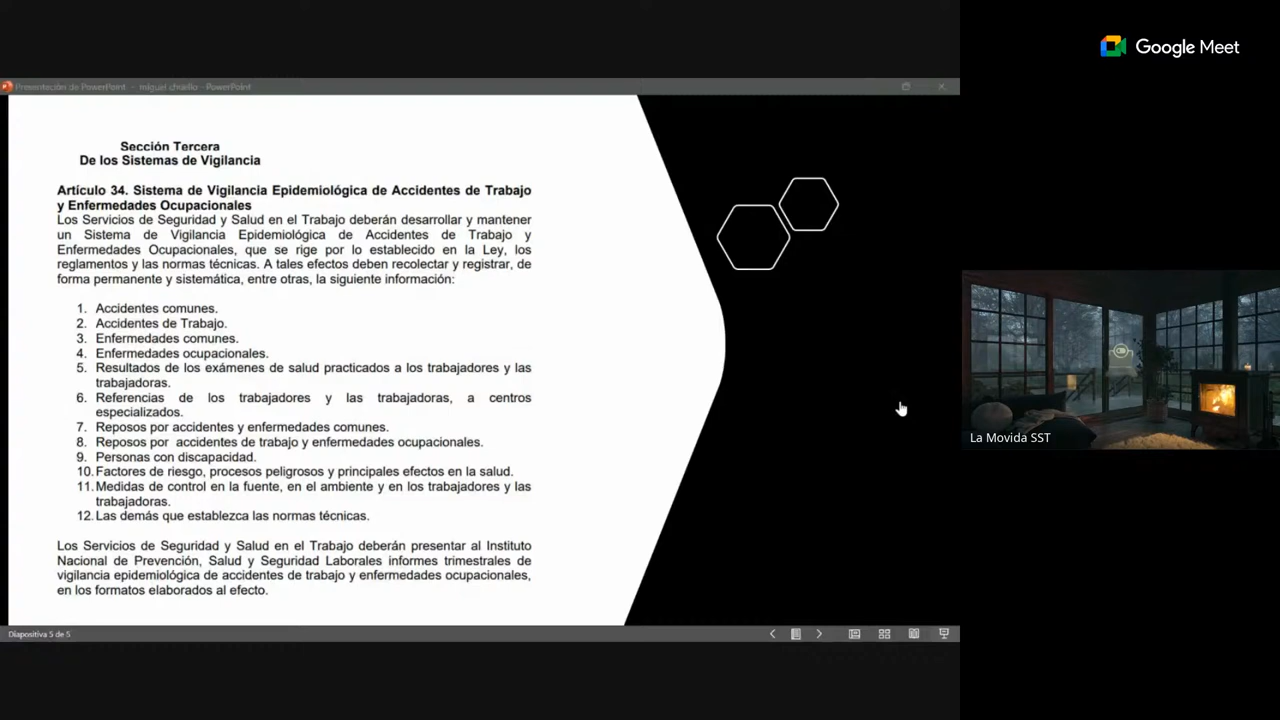 Google Meet
Presentación de PowerPoint - miguel chiello - PowerPoint
Sección Tercera
De los Sistemas de Vigilancia
Artículo 34. Sistema de Vigilancia Epidemiológica de Accidentes de Trabajo
y Enfermedades Ocupacionales
Los Servicios de Seguridad y Salud en el Trabajo deberán desarrollar y mantener
un Sistema de Vigilancia Epidemiológica de Accidentes de Trabajo y
Enfermedades Ocupacionales, que se rige por lo establecido en la Ley, los
reglamentos y las normas técnicas. A tales efectos deben recolectar y registrar, de
forma permanente y sistemática, entre otras, la siguiente información:
1. Accidentes comunes.
2. Accidentes de Trabajo.
3. Enfermedades comunes.
4. Enfermedades ocupacionales.
5. Resultados de los exámenes de salud practicados a los trabajadores y las
trabajadoras.
6. Referencias de los trabajadores y las trabajadoras, a centros
especializados.
7. Reposos por accidentes y enfermedades comunes.
8. Reposos por accidentes de trabajo y enfermedades ocupacionales.
9. Personas con discapacidad.
10. Factores de riesgo, procesos peligrosos y principales efectos en la salud.
11. Medidas de control en la fuente, en el ambiente y en los trabajadores y las
trabajadoras.
12. Las demás que establezca las normas técnicas.
Los Servicios de Seguridad y Salud en el Trabajo deberán presentar al Instituto
Nacional de Prevención, Salud y Seguridad Laborales informes trimestrales de
vigilancia epidemiológica de accidentes de trabajo y enfermedades ocupacionales,
en los formatos elaborados al efecto.
La Movida SST
Diapositiva 5 de 5